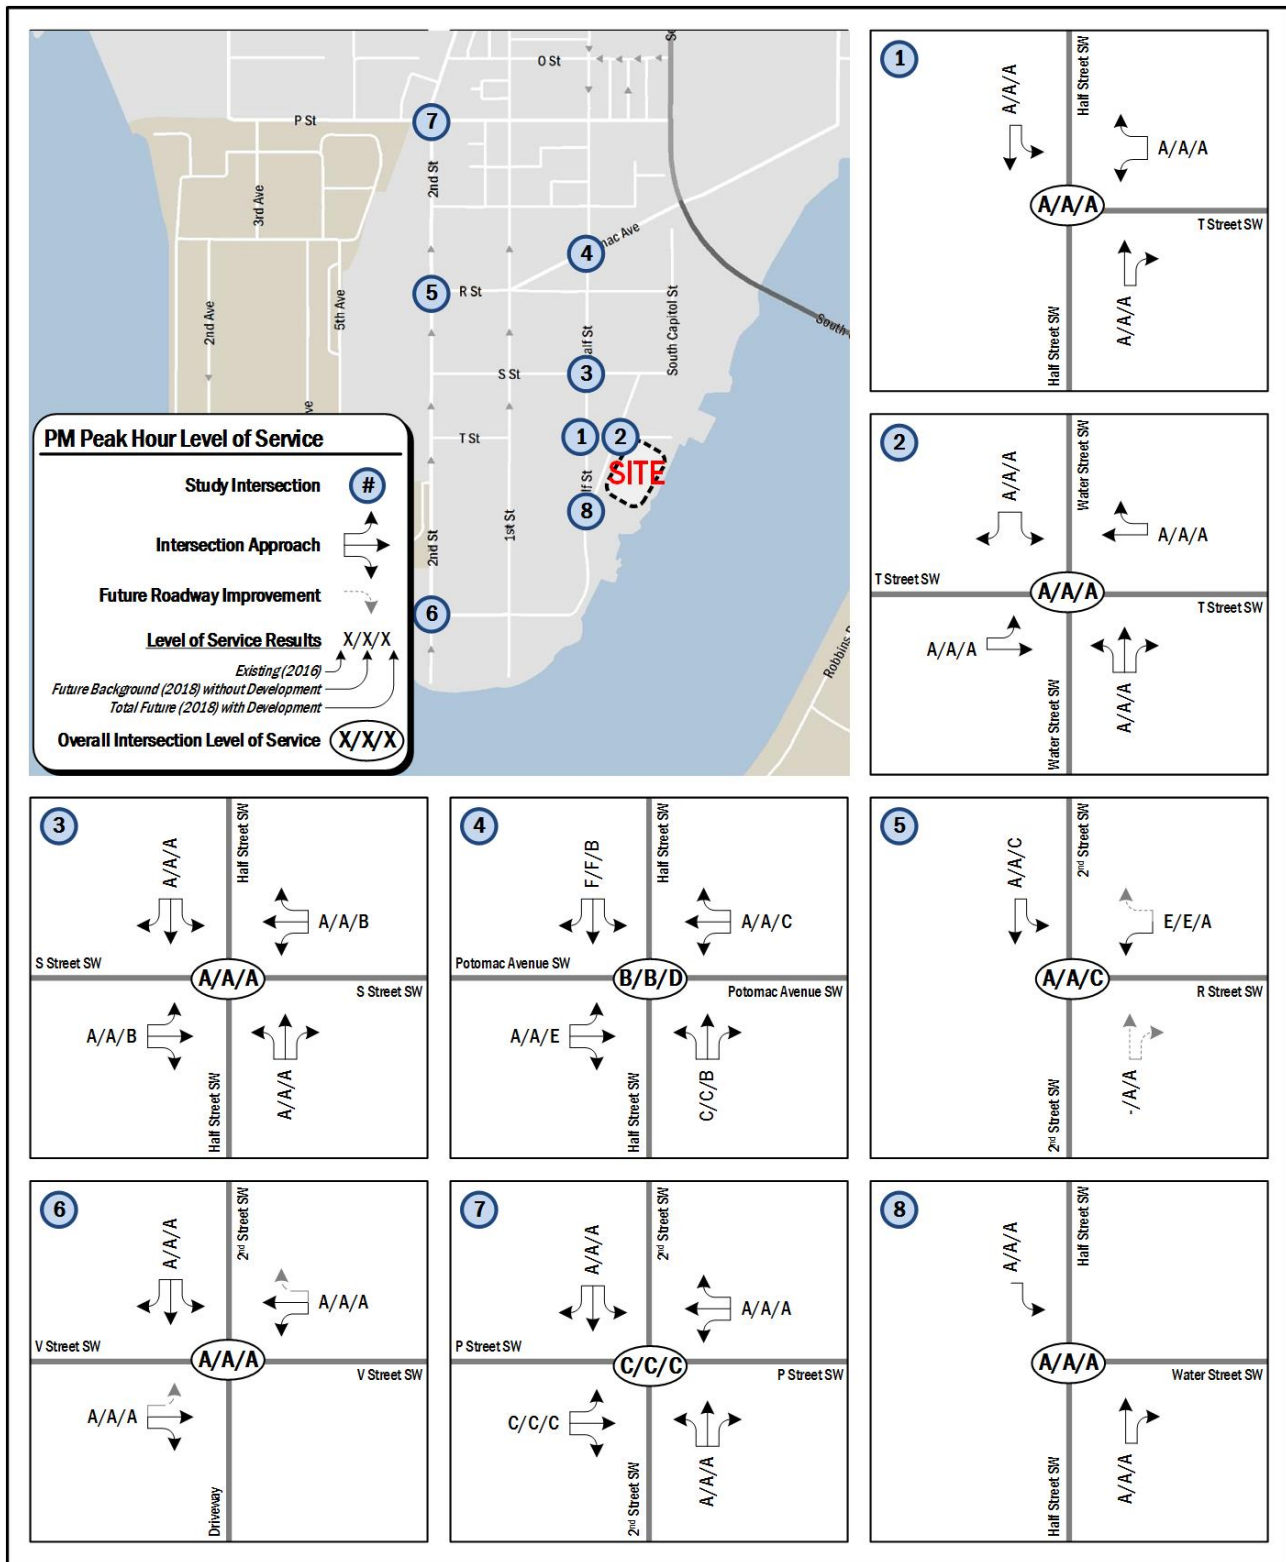 O St
Se
P St
7
2nd St
3rd Ave
4
mac Ave
5
R St
2nd Ave
5th Ave
South Capitol St
South
alf St
S St
3
T St
1
2
SITE
lf St
8
1st St
2nd St
6
Robbins R
ve
PM Peak Hour Level of Service
Study Intersection #
Intersection Approach
Future Roadway Improvement
Level of Service Results X/X/X
Existing (2016)
Future Background (2018) without Development
Total Future (2018) with Development
Overall Intersection Level of Service X/X/X
1
Half Street SW
A/A/A
A/A/A
A/A/A
T Street SW
A/A/A
Half Street SW
2
Water Street SW
A/A/A
A/A/A
T Street SW
A/A/A
T Street SW
A/A/A
A/A/A
Water Street SW
3
Half Street SW
A/A/A
A/A/B
S Street SW
A/A/A
S Street SW
A/A/B
A/A/A
Half Street SW
4
Half Street SW
F/F/B
A/A/C
Potomac Avenue SW
B/B/D
Potomac Avenue SW
A/A/E
C/C/B
Half Street SW
5
2nd Street SW
A/A/C
E/E/A
A/A/C
R Street SW
-/A/A
2nd Street SW
6
2nd Street SW
A/A/A
A/A/A
V Street SW
A/A/A
V Street SW
A/A/A
Driveway
7
2nd Street SW
A/A/A
A/A/A
P Street SW
C/C/C
P Street SW
C/C/C
A/A/A
2nd Street SW
8
Half Street SW
A/A/A
A/A/A
Water Street SW
A/A/A
Half Street SW